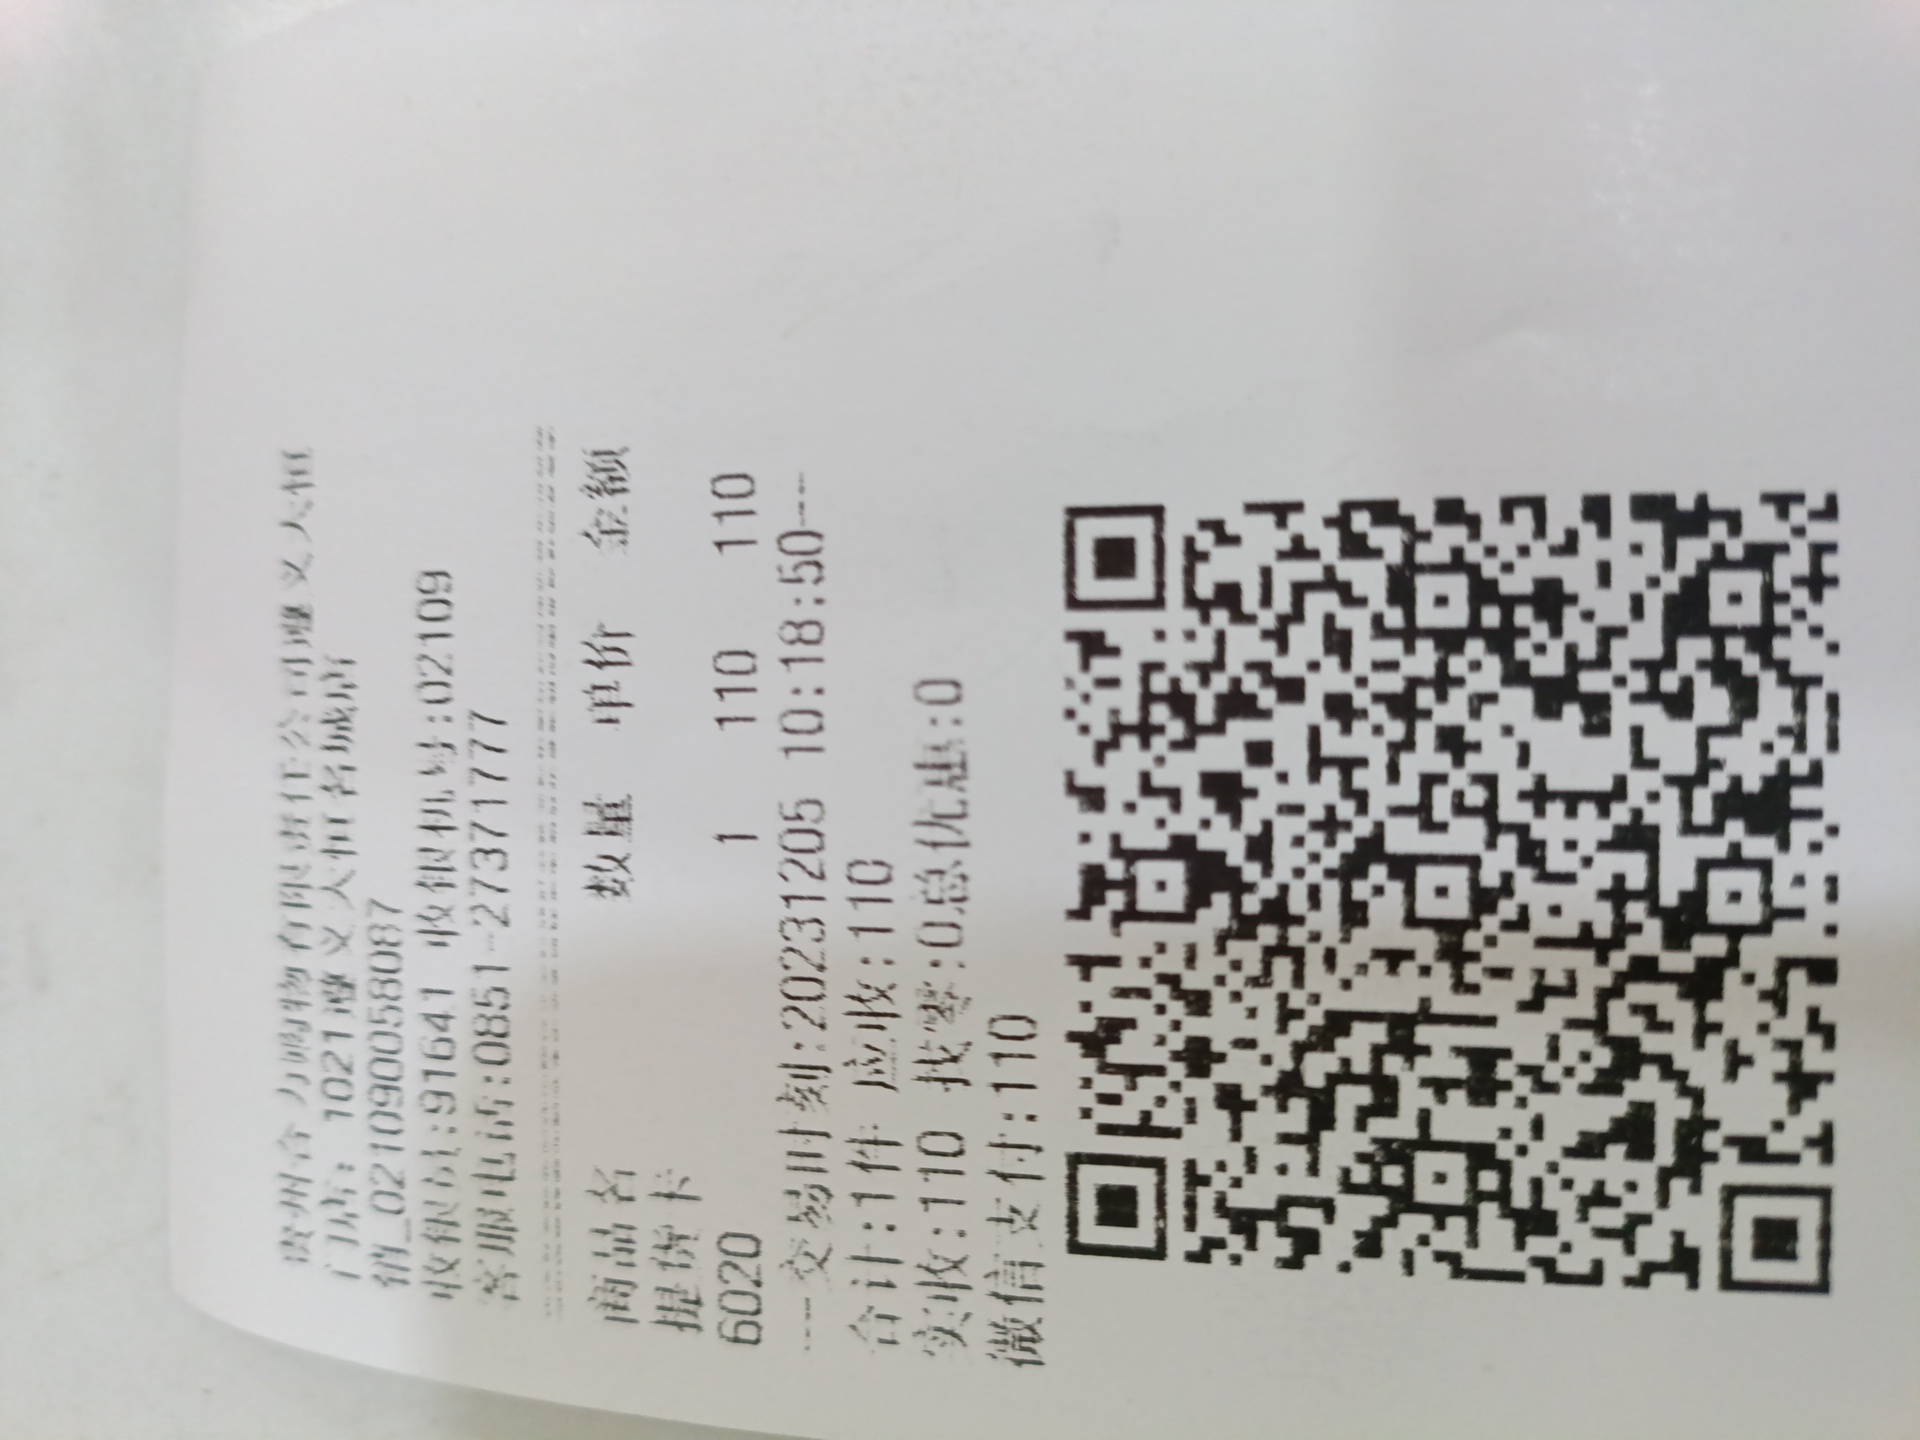 贵州合力购物有限责任公司遵义大恒
门店: 1021遵义大恒名城店
销_02109005８087
收银员:91641 收银机号:02109
客服电话:0851-27371777
商品名 数量 单价 金额
提货卡
6020 1 110 110
---交易时刻:20231205 10:18:50---
合计:1件 应收:110
实收:110 找零:0总优惠:0
微信支付:110